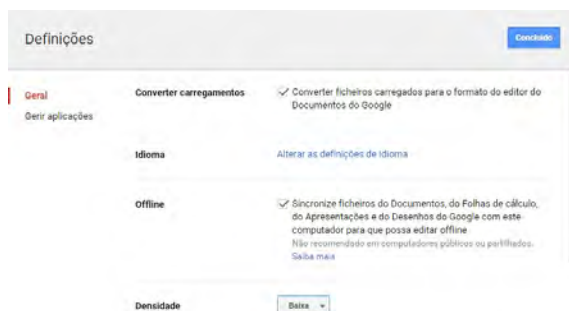 Definições
Concluído
Geral
Gerir aplicações
Converter carregamentos
Converter ficheiros carregados para o formato do editor do
Documentos do Google
Idioma
Alterar as definições de idioma
Offline
Sincronize ficheiros do Documentos, do Folhas de cálculo,
do Apresentações e do Desenhos do Google com este
computador para que possa editar offline
Não recomendado em computadores públicos ou partilhados.
Saiba mais
Densidade
Baixa